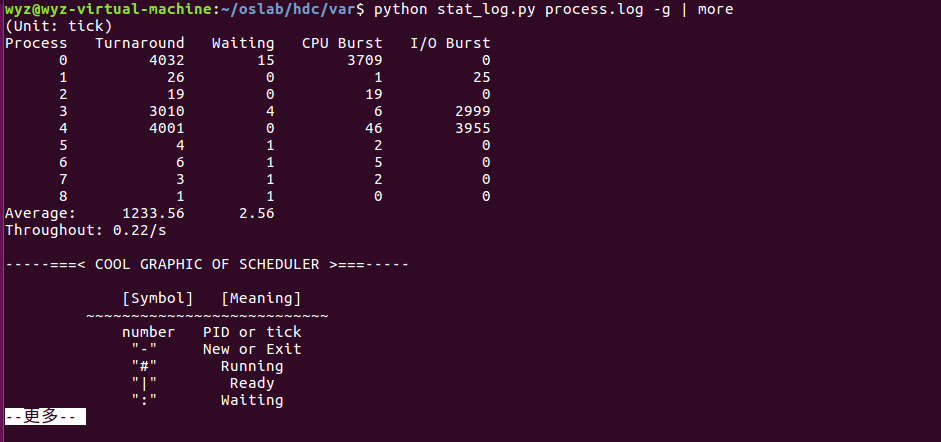 wyz@wyz-virtual-machine:~/oslab/hdc/var$ python stat_log.py process.log -g | more
(Unit: tick)
Process   Turnaround   Waiting   CPU Burst   I/O Burst
      0         4032        15        3709           0
      1           26         0           1          25
      2           19         0          19           0
      3         3010         4           6        2999
      4         4001         0          46        3955
      5            4         1           2           0
      6            6         1           5           0
      7            3         1           2           0
      8            1         1           0           0
Average:     1233.56      2.56
Throughout: 0.22/s
-----===< COOL GRAPHIC OF SCHEDULER >===-----
             [Symbol]   [Meaning]
         ~~~~~~~~~~~~~~~~~~~~~~~~~~~
             number   PID or tick
              "-"     New or Exit
              "#"       Running
              "|"        Ready
              ":"       Waiting
--更多--